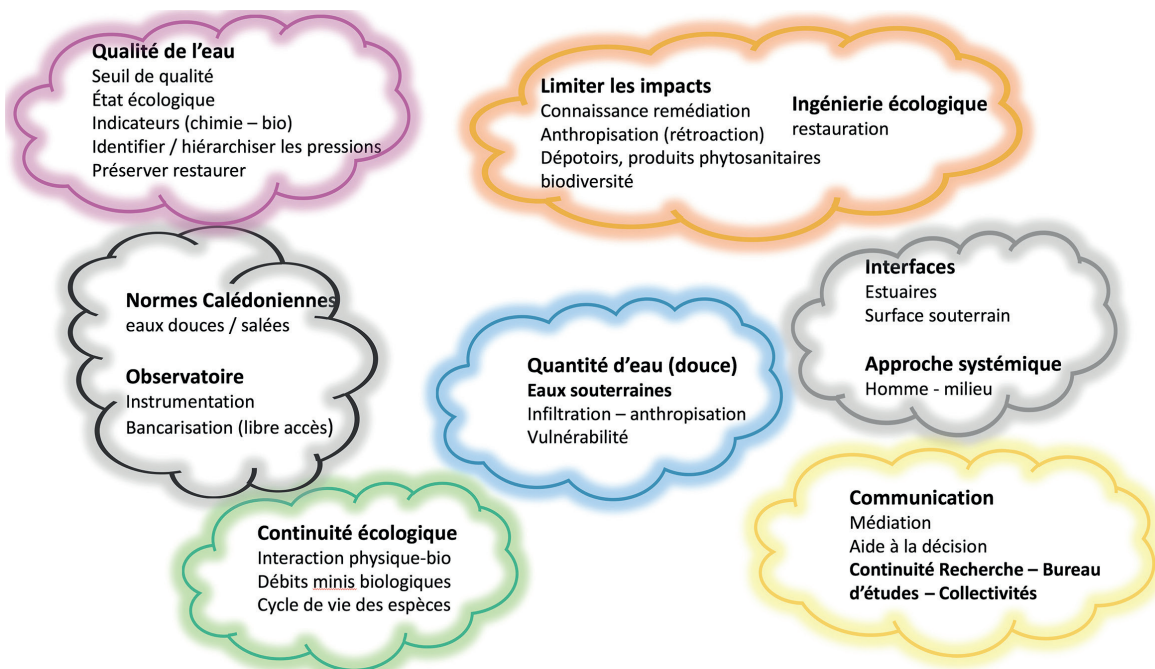 Qualité de l’eau
Seuil de qualité
État écologique
Indicateurs (chimie – bio)
Identifier / hiérarchiser les pressions
Préserver restaurer
Limiter les impacts
Connaissance remédiation
Anthropisation (rétroaction)
Dépotoirs, produits phytosanitaires
biodiversité
Ingénierie écologique
restauration
Normes Calédoniennes
eaux douces / salées
Observatoire
Instrumentation
Bancarisation (libre accès)
Quantité d’eau (douce)
Eaux souterraines
Infiltration – anthropisation
Vulnérabilité
Interfaces
Estuaires
Surface souterrain
Approche systémique
Homme - milieu
Continuité écologique
Interaction physique-bio
Débits minis biologiques
Cycle de vie des espèces
Communication
Médiation
Aide à la décision
Continuité Recherche – Bureau
d’études – Collectivités